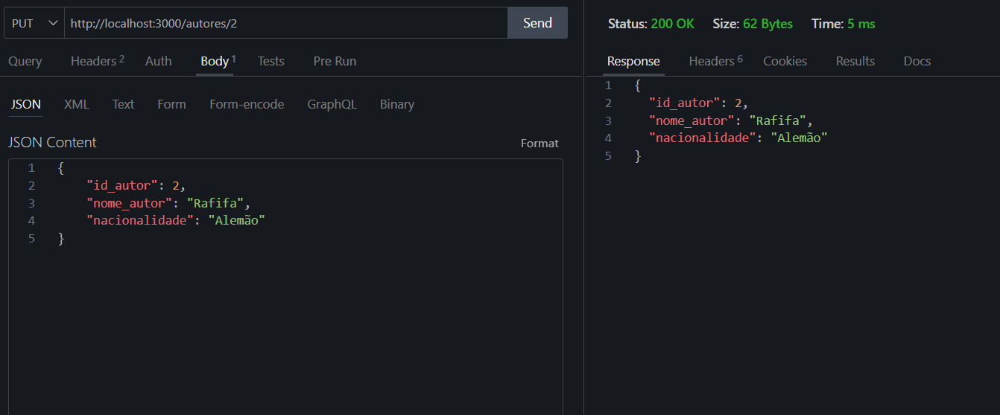 PUT http://localhost:3000/autores/2 Send
Query Headers 2 Auth Body 1 Tests Pre Run
JSON XML Text Form Form-encode GraphQL Binary
JSON Content Format
1 {
2 "id_autor": 2,
3 "nome_autor": "Rafifa",
4 "nacionalidade": "Alemão"
5 }
Status: 200 OK Size: 62 Bytes Time: 5 ms
Response Headers 6 Cookies Results Docs
1 {
2 "id_autor": 2,
3 "nome_autor": "Rafifa",
4 "nacionalidade": "Alemão"
5 }